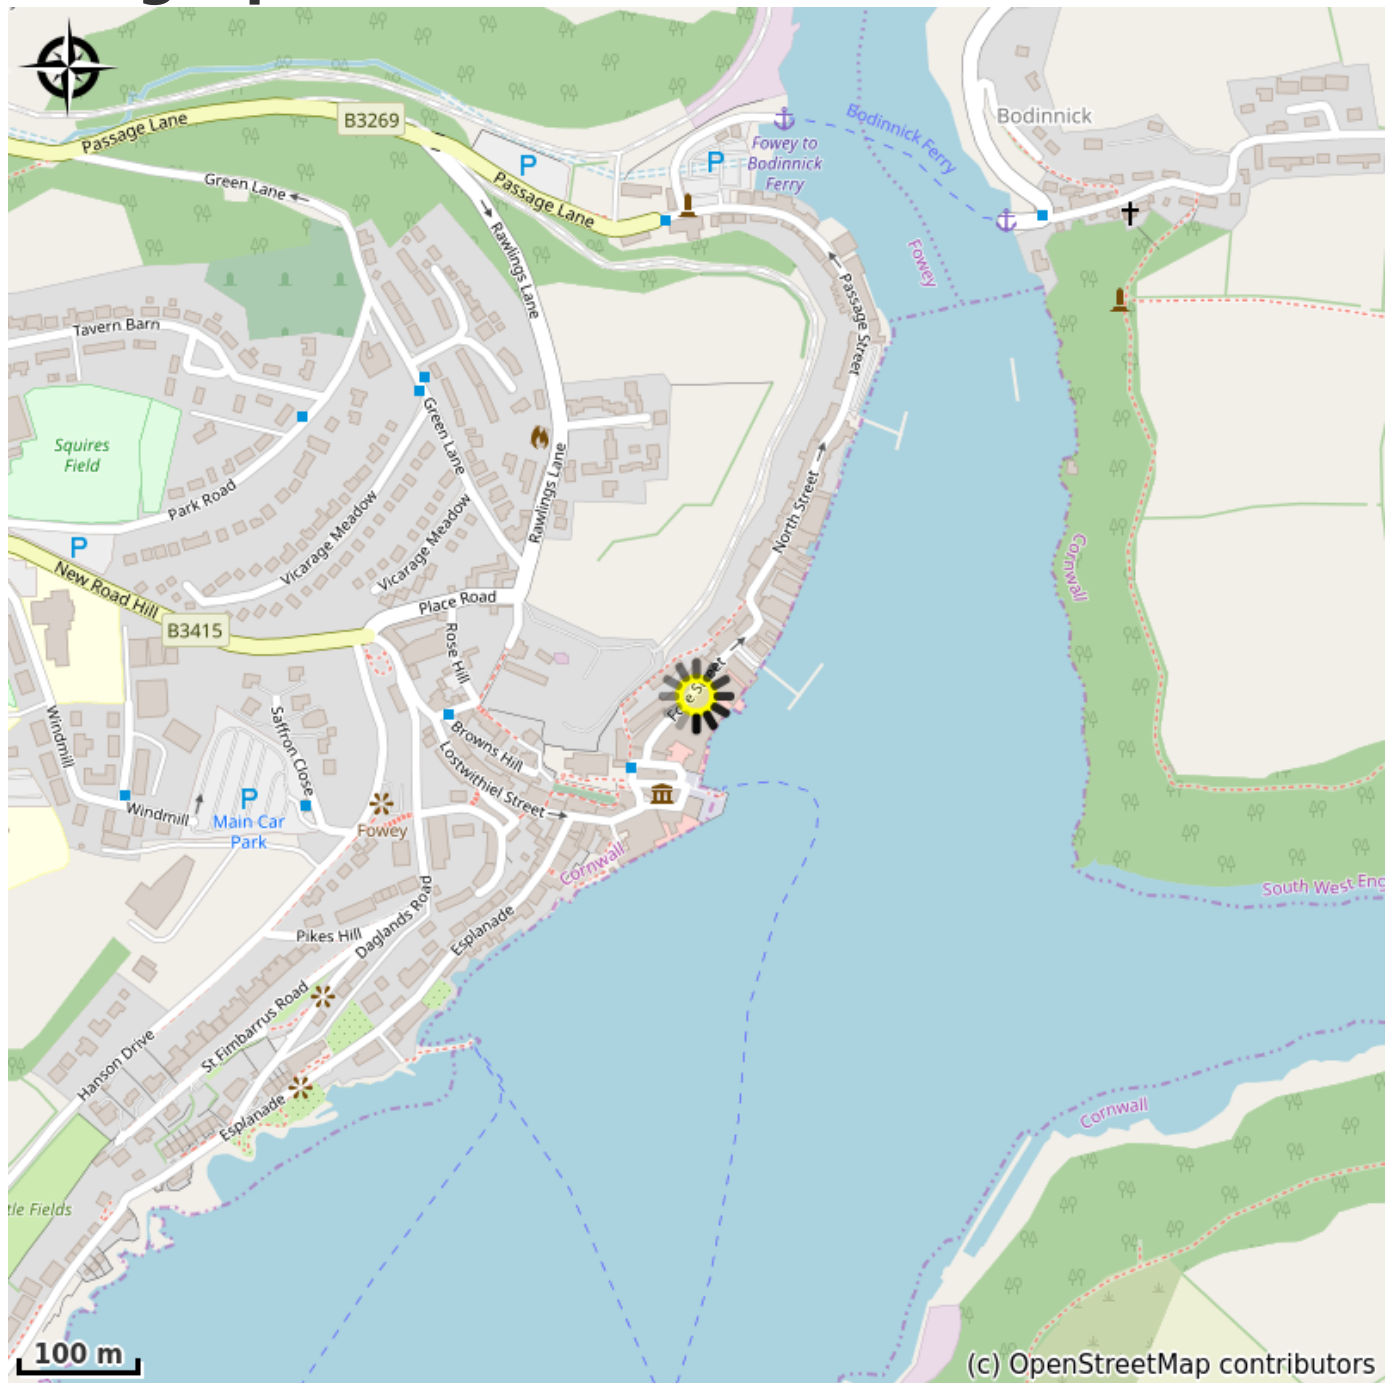 Passage Lane
B3269
P
P
Fowey to
Bodinnick
Ferry
Bodinnick Ferry
Bodinnick
Green Lane
Passage Lane
Rawlings Lane
Fowey
Passage Street
Tavern Barn
Squires
Field
Green Lane
Park Road
Vicarage Meadow
Vicarage Meadow
Rawlings Lane
North Street
Cornwall
P
New Road Hill
B3415
Place Road
Rose Hill
Windmill
Saffron Close
Browns Hill
Lostwithiel Street
P
Main Car
Park
Windmill
Fowey
Cornwall
South West
Pikes Hill
Daglands Road
Esplanade
St Fimbarrus Road
Hanson Drive
Esplanade
Cornwall
Fields
100 m
(c) OpenStreetMap contributors